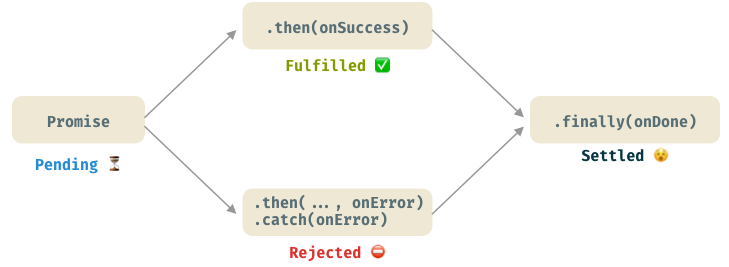 .then(onSuccess)
Fulfilled ✅
Promise
Pending ⏳
.finally(onDone)
Settled 😵
.then(..., onError)
.catch(onError)
Rejected ⛔